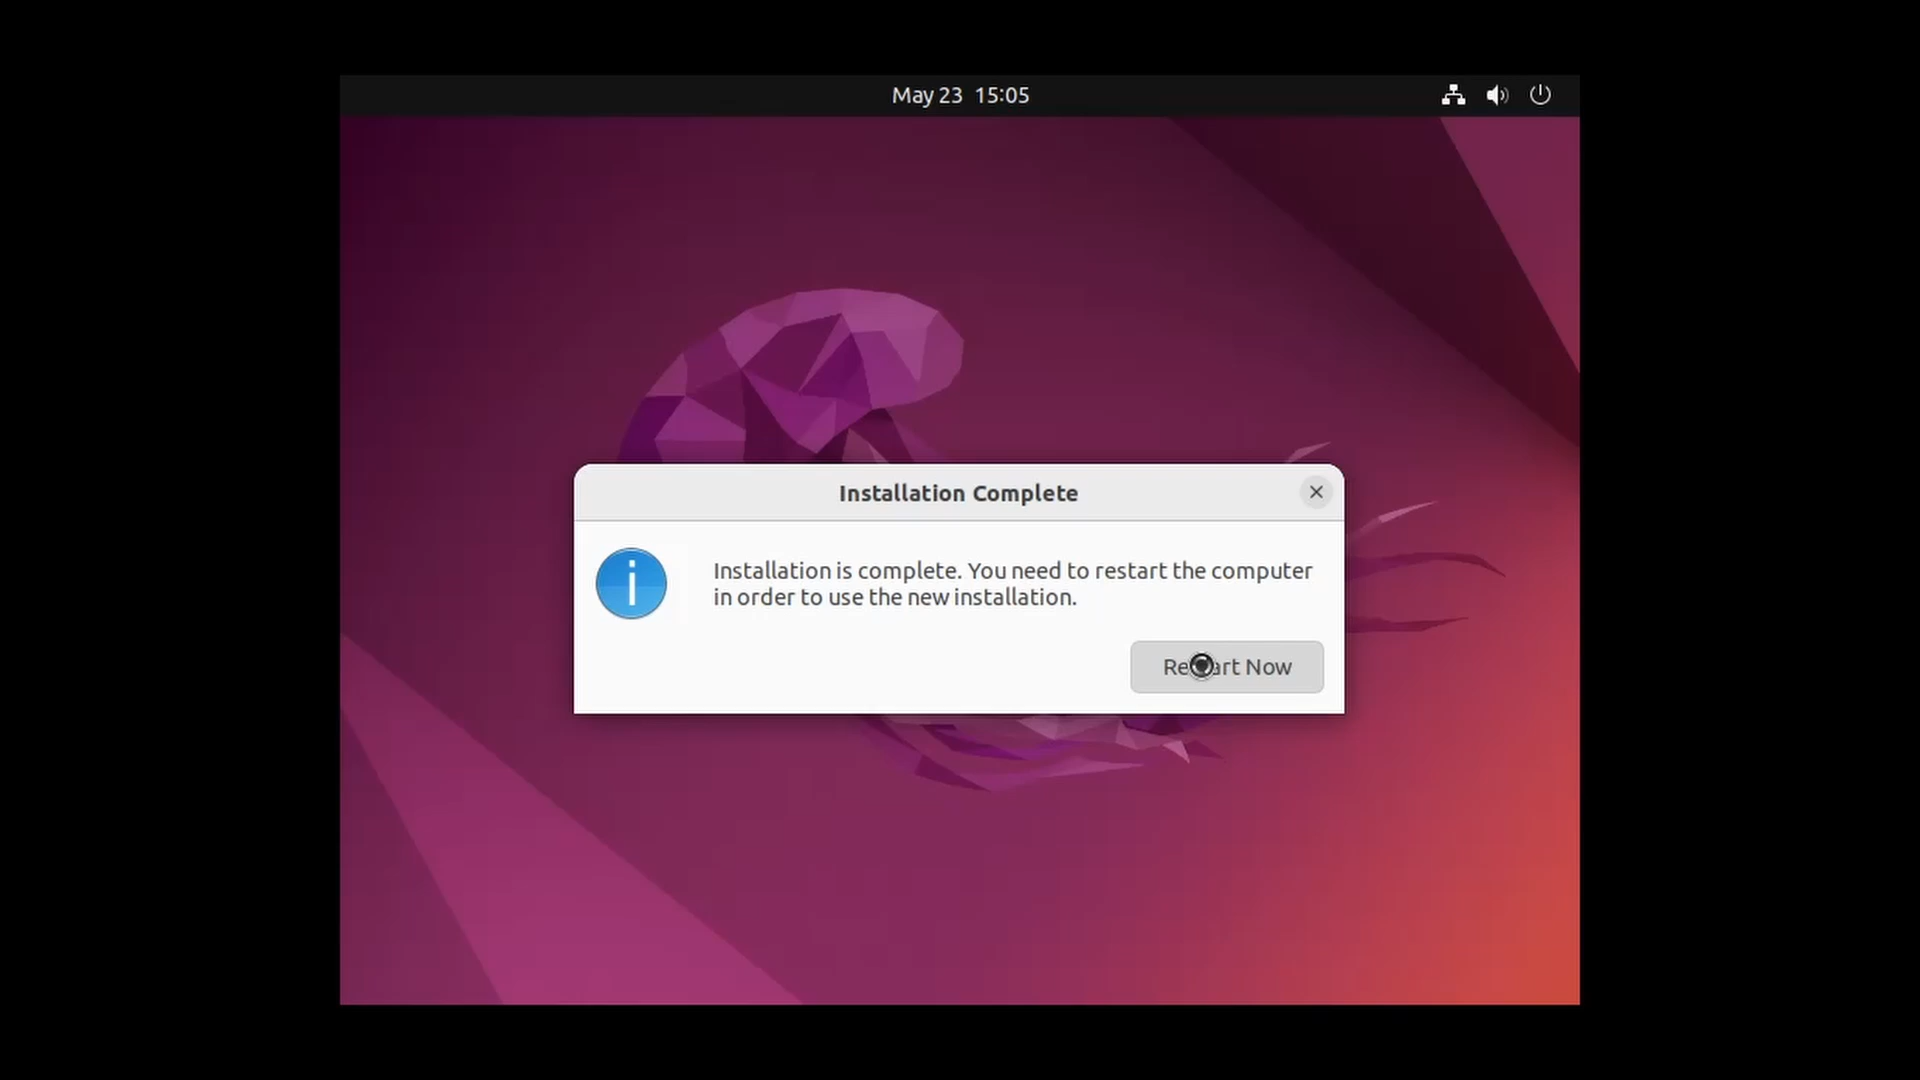 May 23 15:05
Installation Complete
Installation is complete. You need to restart the computer
in order to use the new installation.
Restart Now